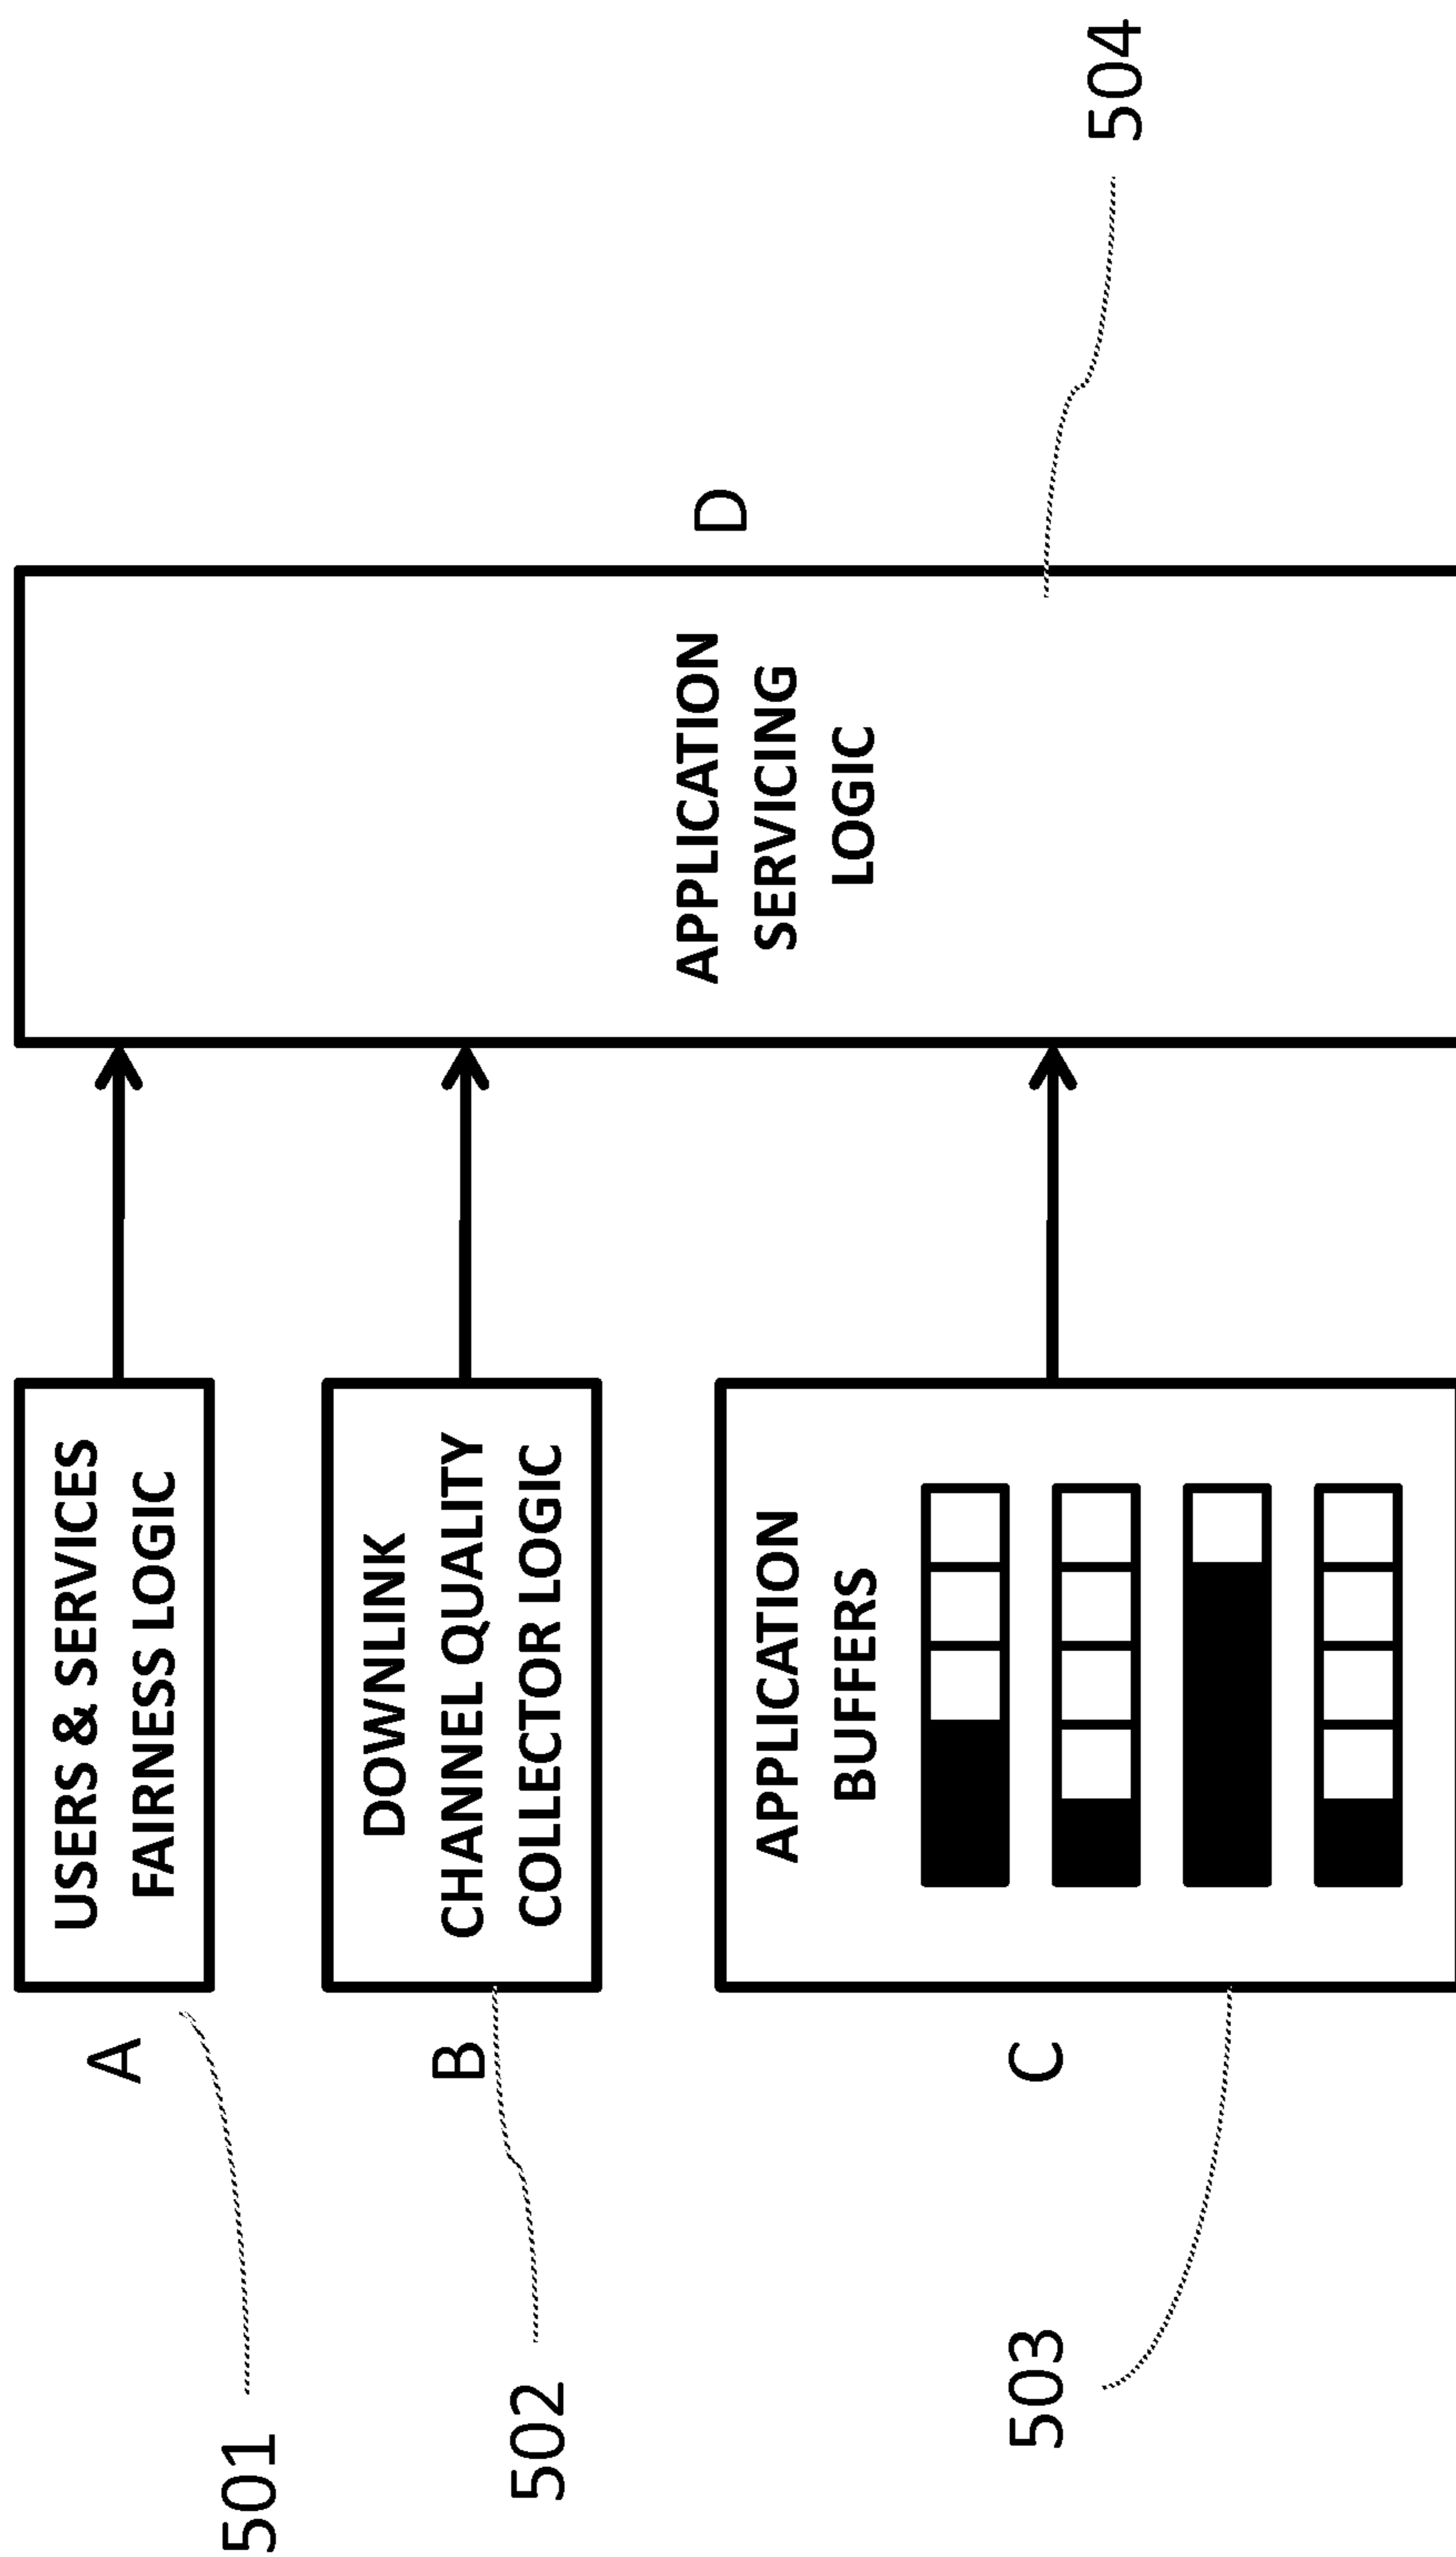 A
USERS & SERVICES
FAIRNESS LOGIC
501
B
DOWNLINK
CHANNEL QUALITY
COLLECTOR LOGIC
502
C
APPLICATION
BUFFERS
503
APPLICATION
SERVICING
LOGIC
D
504